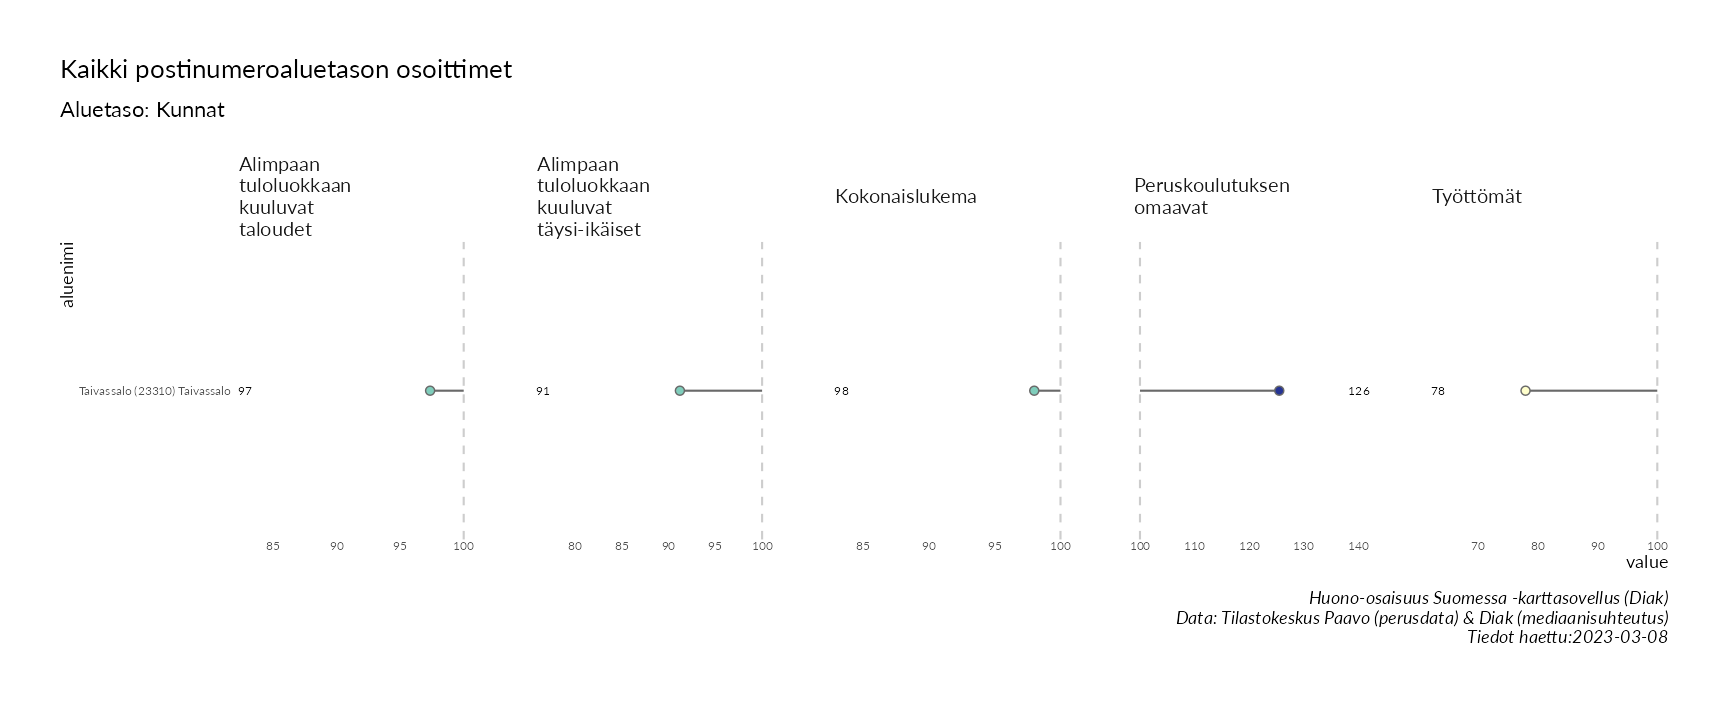 Kaikki postinumeroaluetason osoittimet
Aluetaso: Kunnat
Alimpaan
tuloluokkaan
kuuluvat
taloudet
Alimpaan
tuloluokkaan
kuuluvat
täysi-ikäiset
Kokonaislukema
Peruskoulutuksen
omaavat
Työttömät
aluenimi
Taivassalo (23310) Taivassalo 97 91 98 126 78
85 90 95 100 80 85 90 95 100 85 90 95 100 100 110 120 130 140 70 80 90 100
value
Huono-osaisuus Suomessa -karttasovellus (Diak)
Data: Tilastokeskus Paavo (perusdata) & Diak (mediaanisuhteutus)
Tiedot haettu:2023-03-08